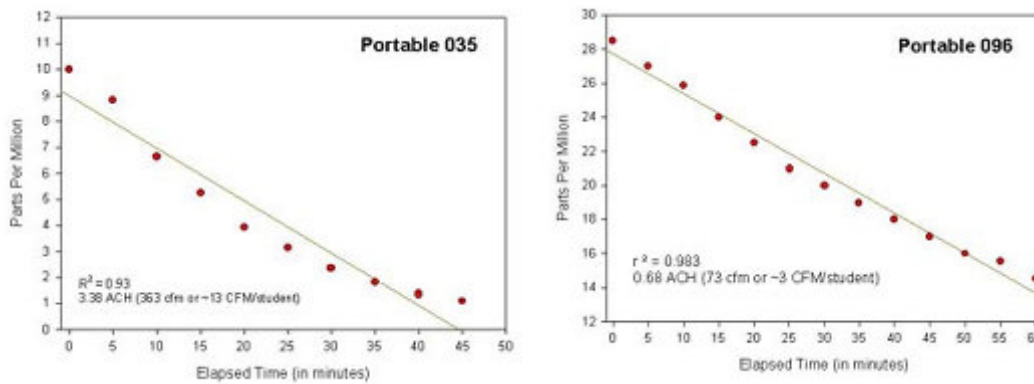 Portable 035
Parts Per Million
12
11
10
9
8
7
6
5
4
3
2
1
0
R² = 0.93
3.38 ACH (363 cfm or ~13 CFM/student)
0 5 10 15 20 25 30 35 40 45 50
Elapsed Time (in minutes)
Portable 096
Parts Per Million
30
28
26
24
22
20
18
16
14
12
r² = 0.983
0.68 ACH (73 cfm or ~3 CFM/student)
0 5 10 15 20 25 30 35 40 45 50 55
Elapsed Time (in minutes)